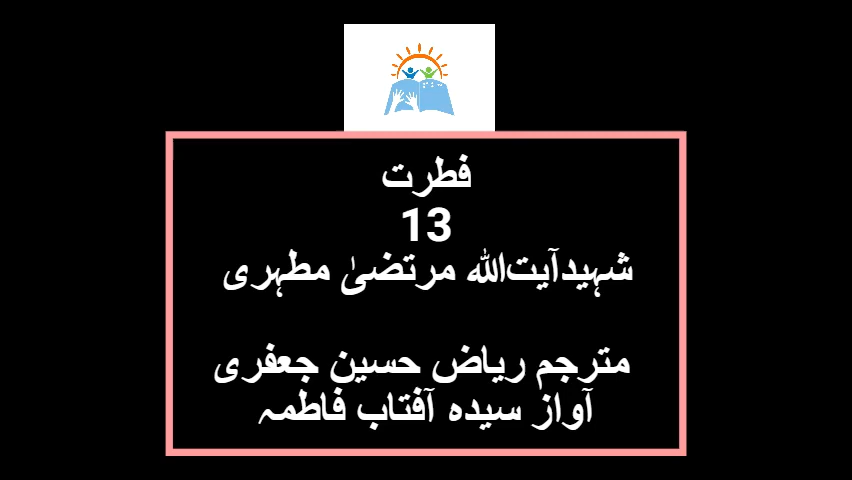 فطرت
13
شہیدآیت‌اللہ مرتضیٰ مطہری
مترجم ریاض حسین جعفری
آواز سیدہ آفتاب فاطمہ